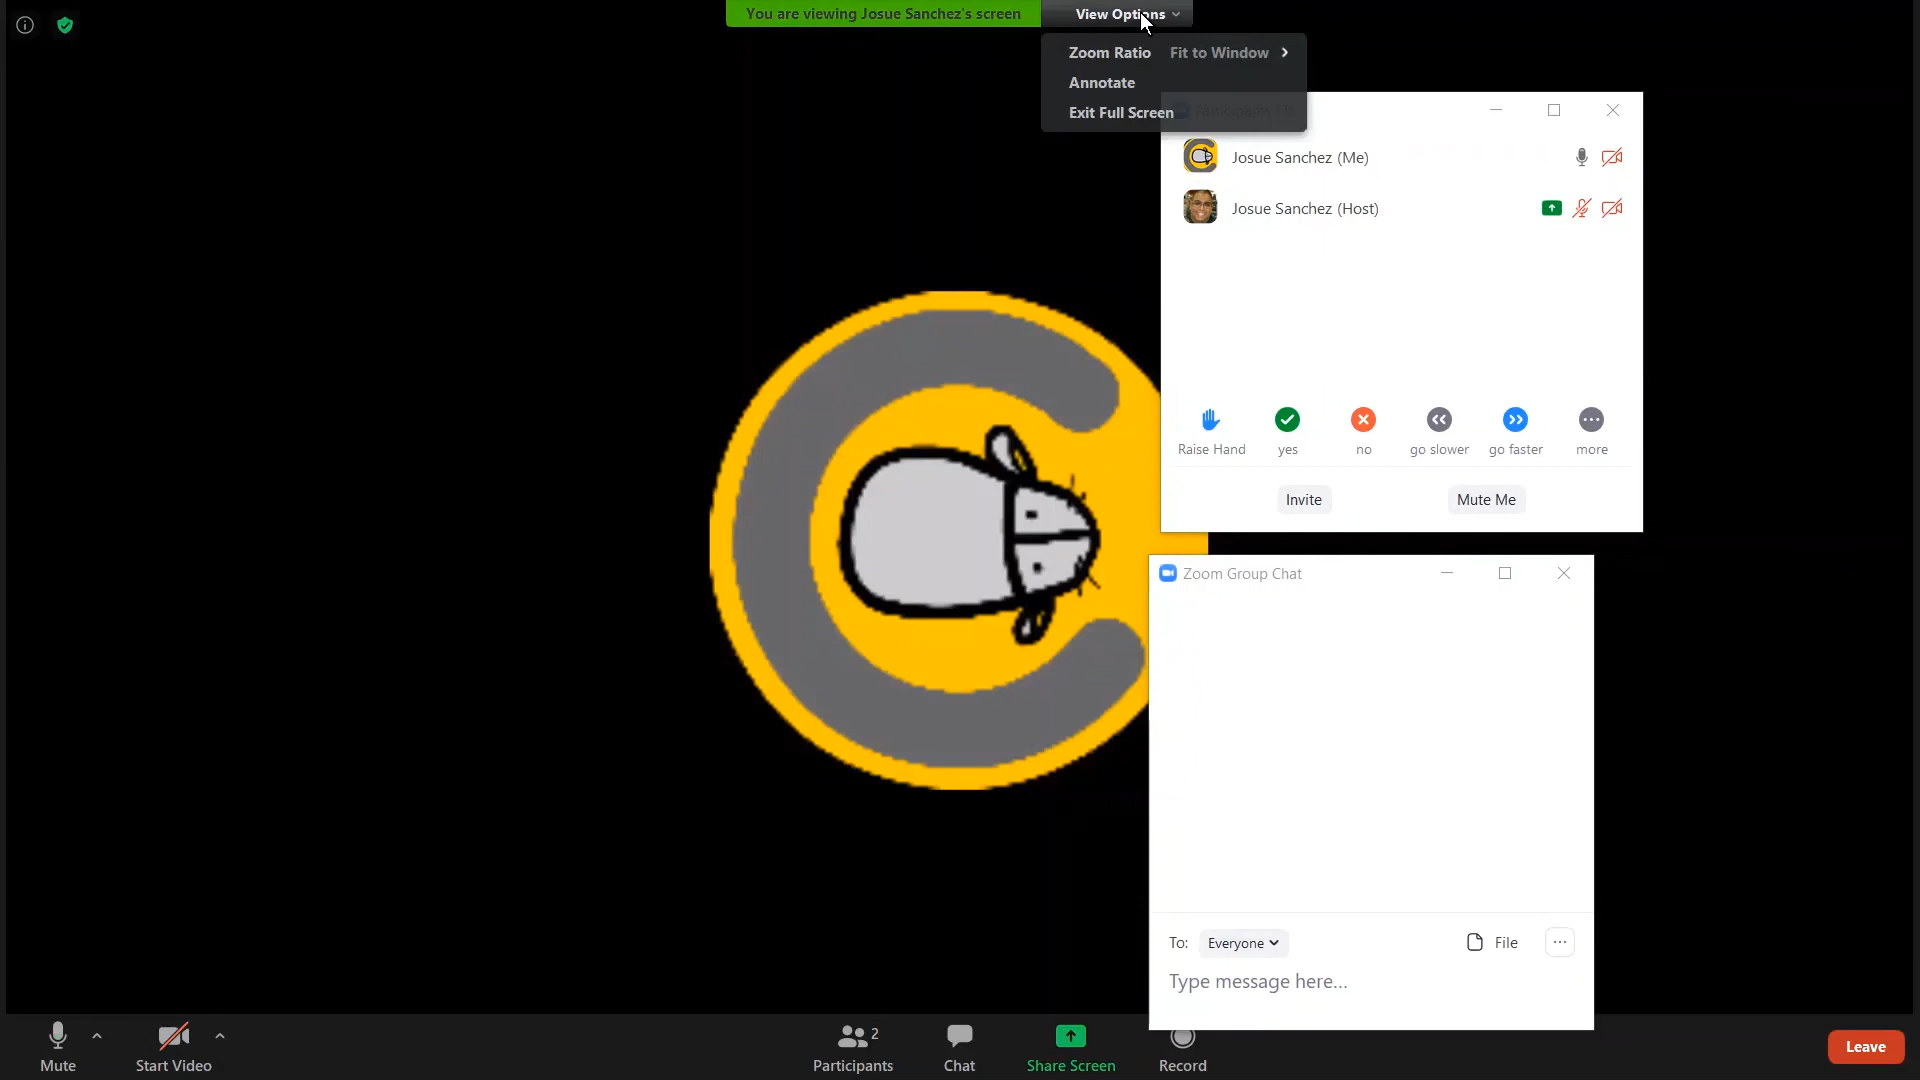 You are viewing Josue Sanchez's screen
View Options
Zoom Ratio Fit to Window
Annotate
Exit Full Screen
Josue Sanchez (Me)
Josue Sanchez (Host)
Raise Hand
yes
no
go slower
go faster
more
Invite
Mute Me
Zoom Group Chat
To: Everyone
File
Type message here...
Mute
Start Video
2
Participants
Chat
Share Screen
Record
Leave